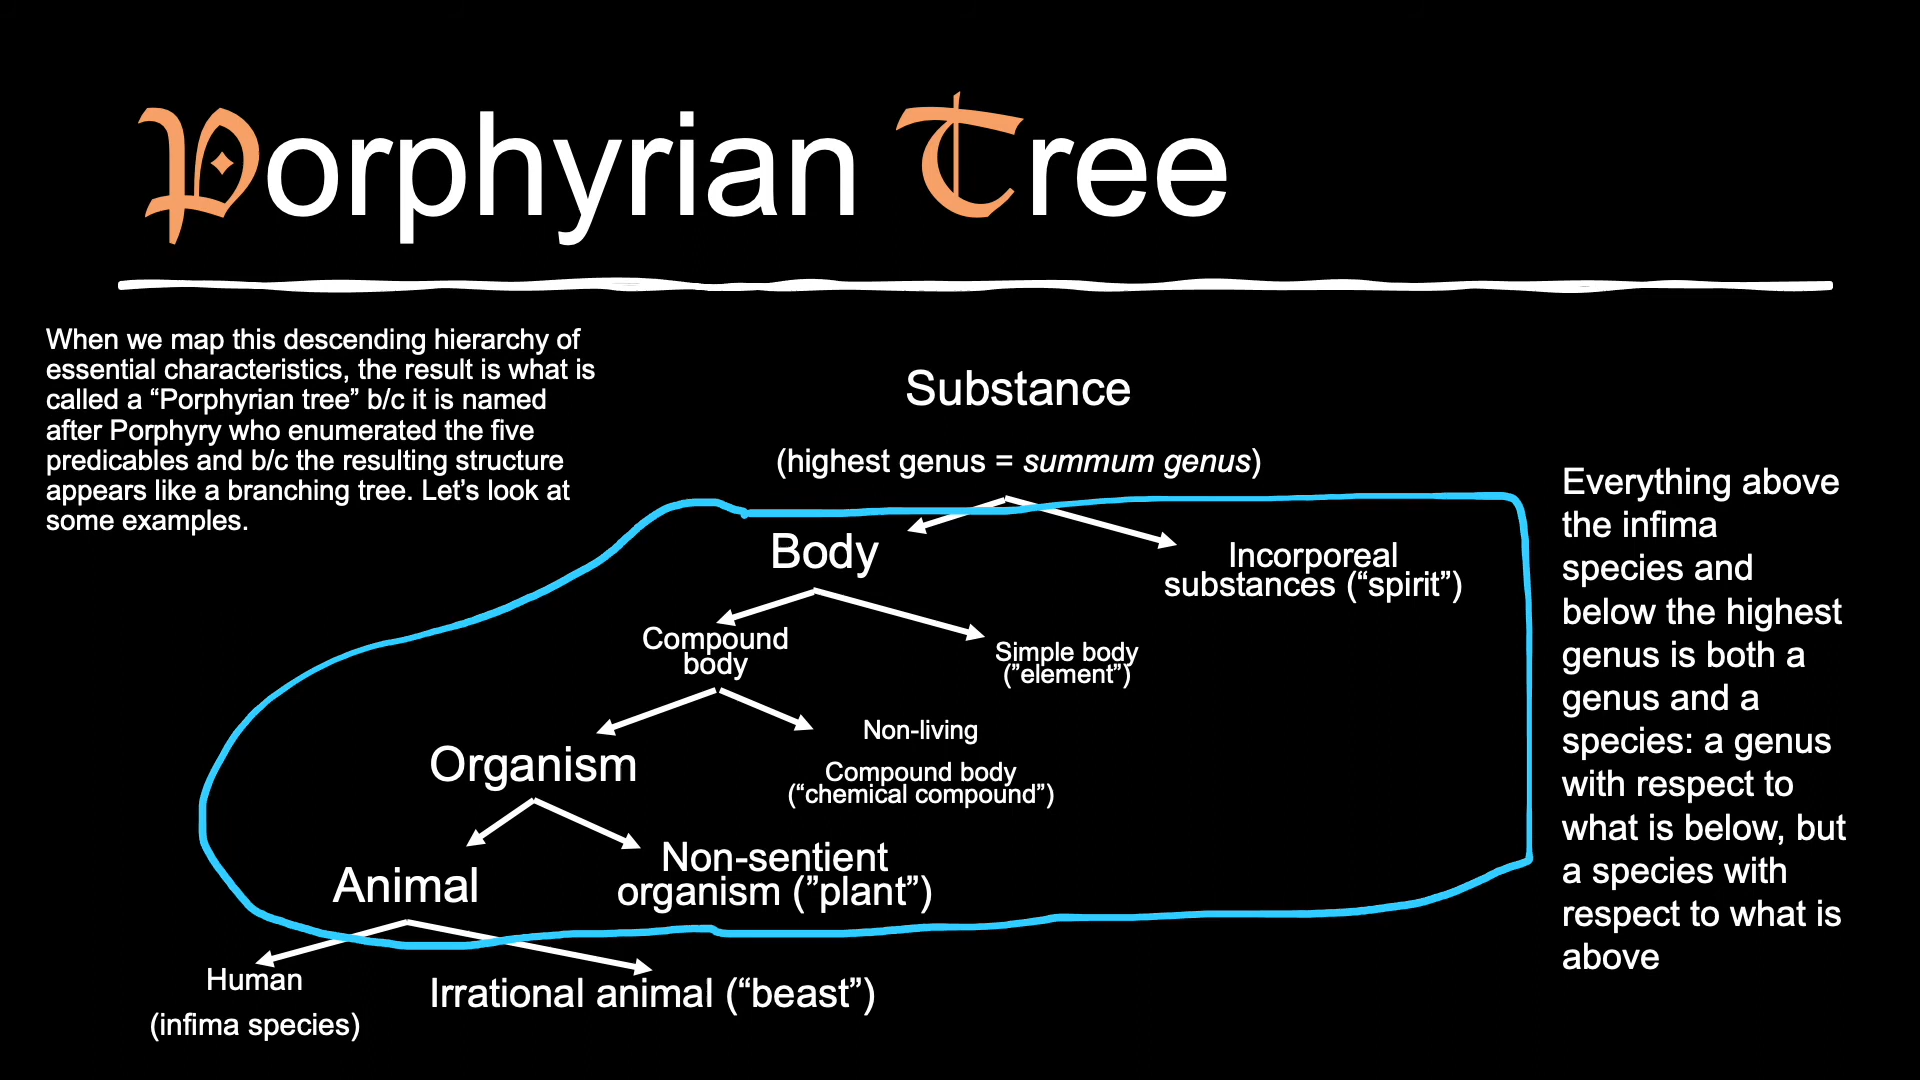 Porphyrian Tree
When we map this descending hierarchy of
essential characteristics, the result is what is
called a “Porphyrian tree” b/c it is named
after Porphyry who enumerated the five
predicables and b/c the resulting structure
appears like a branching tree. Let’s look at
some examples.
Substance
(highest genus = summum genus)
Body
Incorporeal
substances (“spirit”)
Compound
body
Simple body
(”element”)
Organism
Non-living
Compound body
(“chemical compound”)
Animal
Non-sentient
organism (”plant”)
Human
(infima species)
Irrational animal (“beast”)
Everything above
the infima
species and
below the highest
genus is both a
genus and a
species: a genus
with respect to
what is below, but
a species with
respect to what is
above